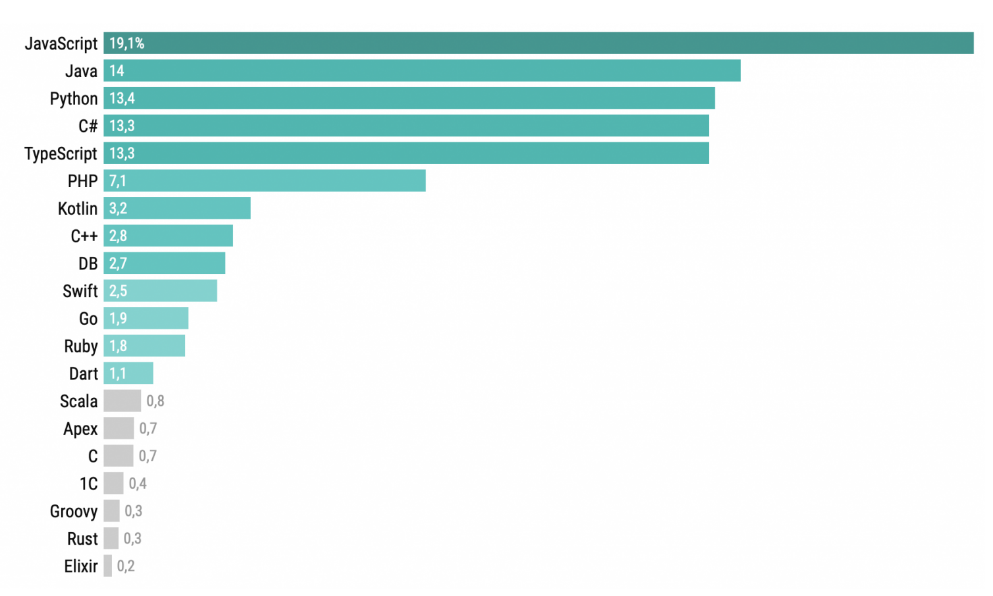 JavaScript 19,1%
Java 14
Python 13,4
C# 13,3
TypeScript 13,3
PHP 7,1
Kotlin 3,2
C++ 2,8
DB 2,7
Swift 2,5
Go 1,9
Ruby 1,8
Dart 1,1
Scala 0,8
Apex 0,7
C 0,7
1C 0,4
Groovy 0,3
Rust 0,3
Elixir 0,2